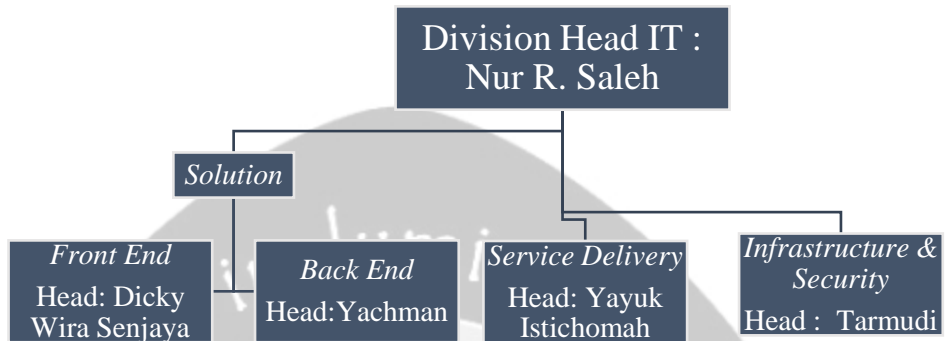 Division Head IT :
Nur R. Saleh
Solution
Front End
Head: Dicky
Wira Senjaya
Back End
Head:Yachman
Service Delivery
Head: Yayuk
Istichomah
Infrastructure &
Security
Head : Tarmudi